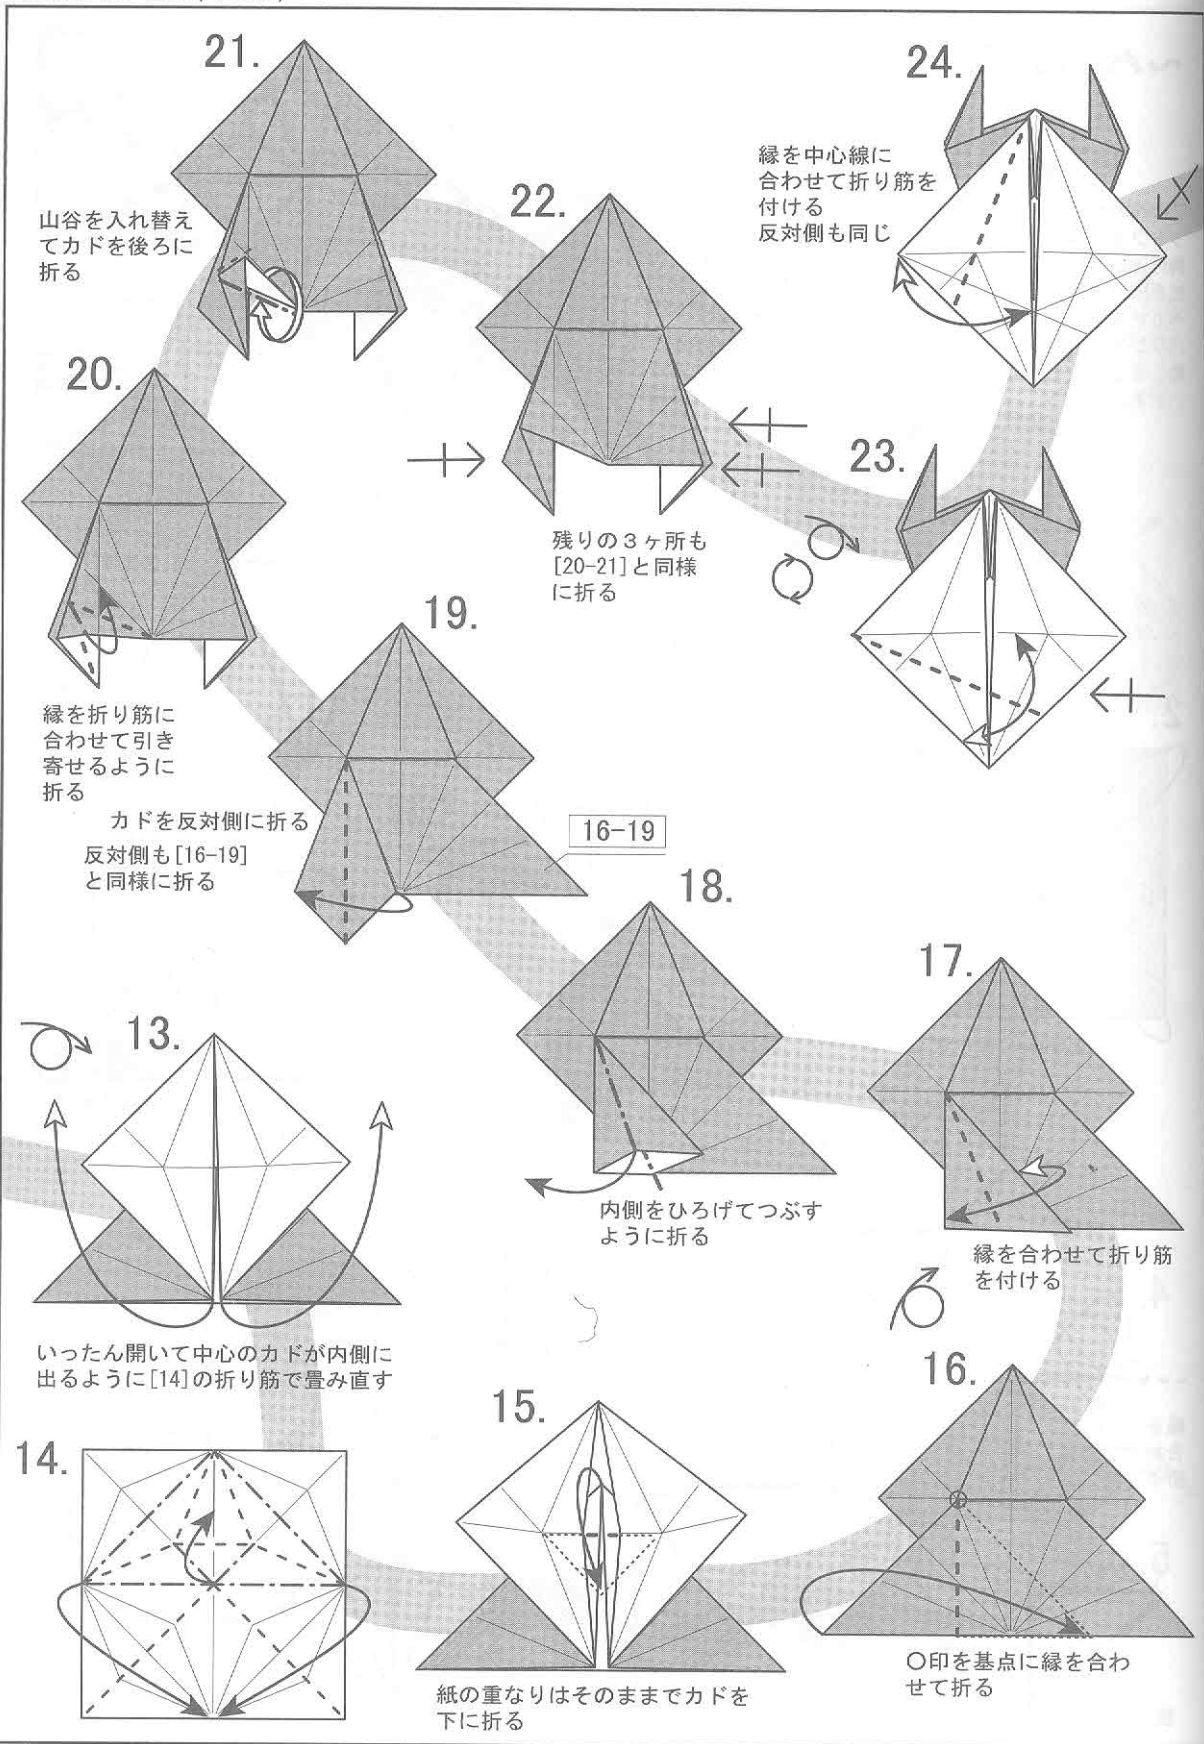 13.
いったん開いて中心のカドが内側に
出るように[14]の折り筋で畳み直す
14.
15.
紙の重なりはそのままでカドを
下に折る
16.
〇印を基点に縁を合わ
せて折る
17.
縁を合わせて折り筋
を付ける
18.
内側をひろげてつぶす
ように折る
19.
16-19
カドを反対側に折る
反対側も[16-19]
と同様に折る
20.
縁を折り筋に
合わせて引き
寄せるように
折る
21.
山谷を入れ替え
てカドを後ろに
折る
22.
残りの３ヶ所も
[20-21]と同様
に折る
23.
24.
縁を中心線に
合わせて折り筋を
付ける
反対側も同じ